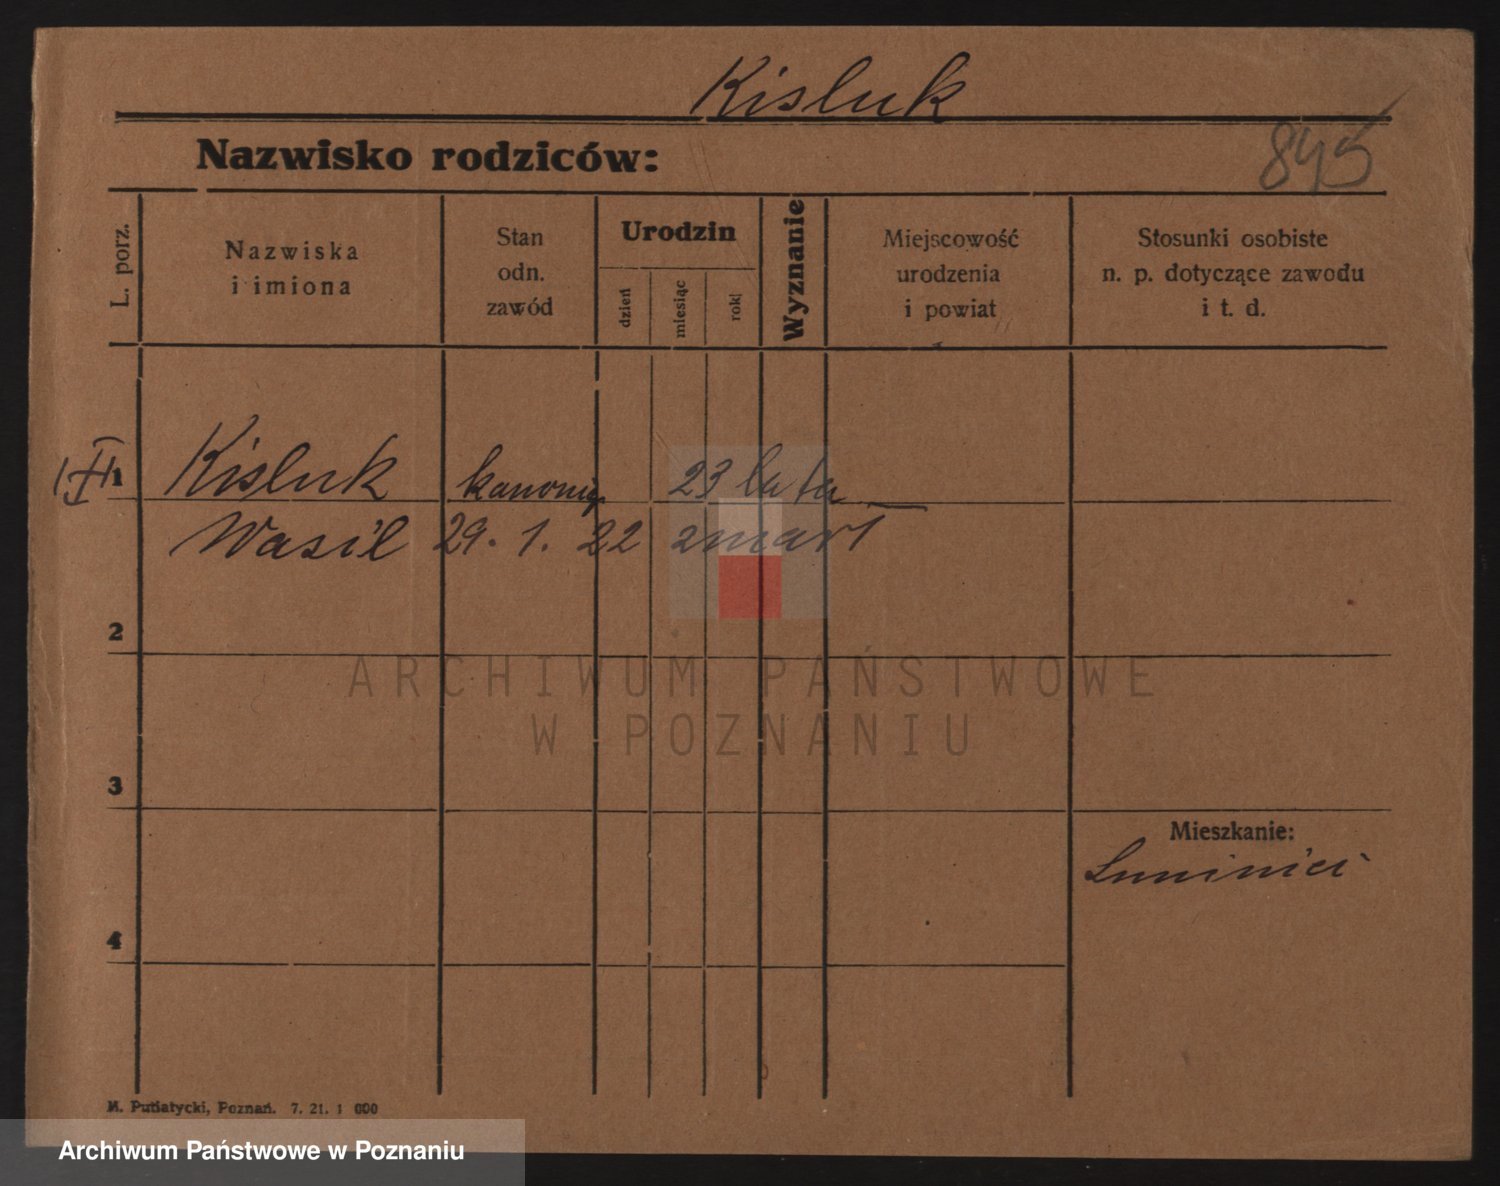 Kisluk
Nazwisko rodziców:
845
L. porz.
Nazwiska
i imiona
Stan
odn.
zawód
Urodzin
dzień
miesiąc
rok
Wyznanie
Miejscowość
urodzenia
i powiat
Stosunki osobiste
n. p. dotyczące zawodu
i t. d.
1 Kisluk kanonię 23 lata
Wasil 29. 1. 22 zmarł
2
ARCHIWUM PAŃSTWOWE
W POZNANIU
3
Mieszkanie:
4
M. Putiatycki, Poznań. 7. 21. 1 000
Archiwum Państwowe w Poznaniu